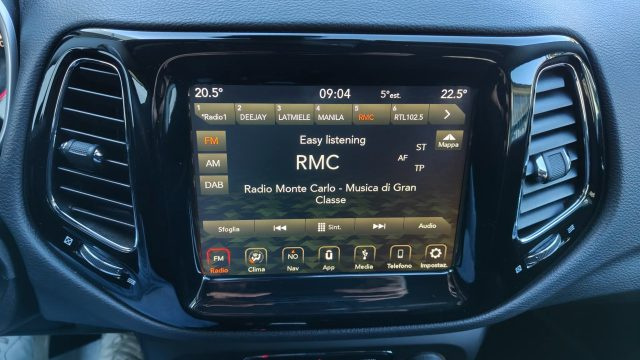 20.5° 09:04 5°est. 22.5°
1 2 3 4 5 6
"Radio1 DEEJAY LATMIELE MANILA RMC RTL102.5
FM Easy listening ST Mappa
AM RMC AF TP
DAB Radio Monte Carlo - Musica di Gran
Classe
Sfoglia Sint. Audio
FM NO
Radio Clima Nav App Media Telefono Impostaz.